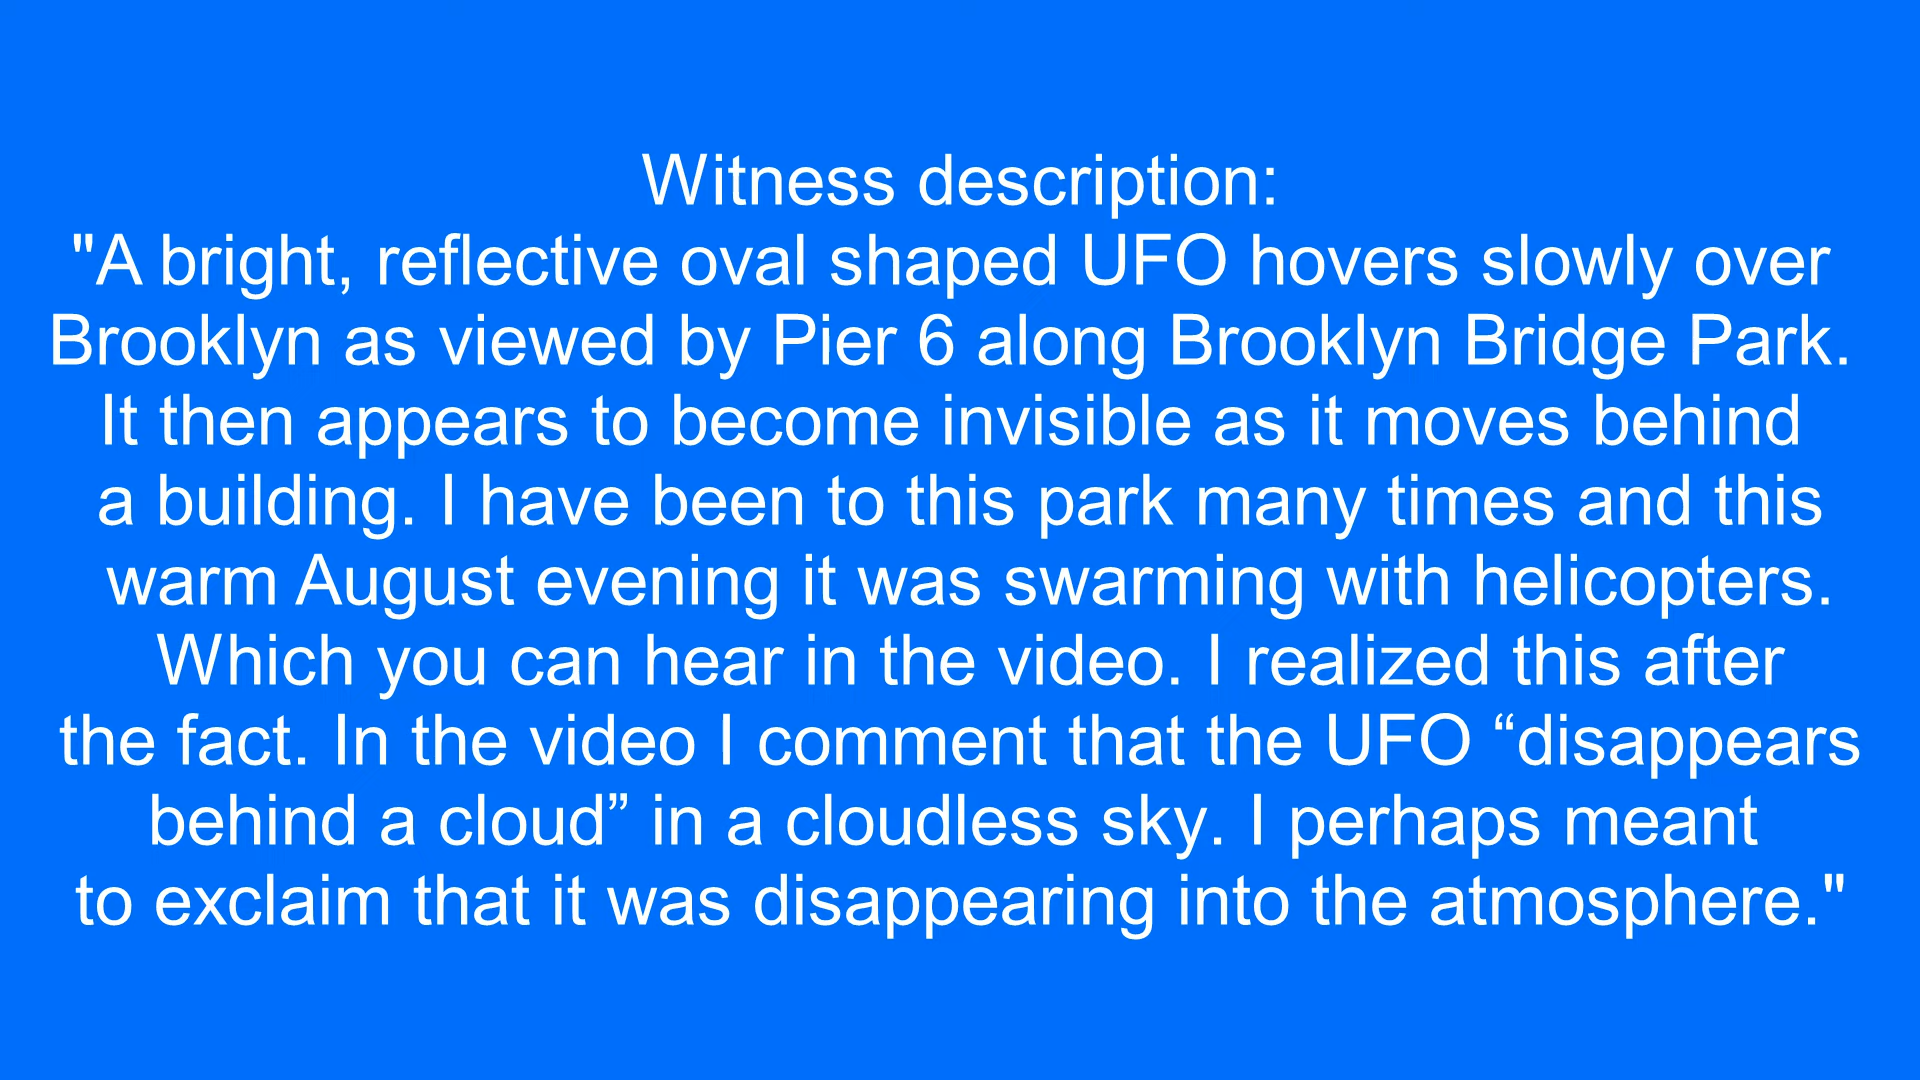 Witness description:
"A bright, reflective oval shaped UFO hovers slowly over
Brooklyn as viewed by Pier 6 along Brooklyn Bridge Park.
It then appears to become invisible as it moves behind
a building. I have been to this park many times and this
warm August evening it was swarming with helicopters.
Which you can hear in the video. I realized this after
the fact. In the video I comment that the UFO “disappears
behind a cloud” in a cloudless sky. I perhaps meant
to exclaim that it was disappearing into the atmosphere."